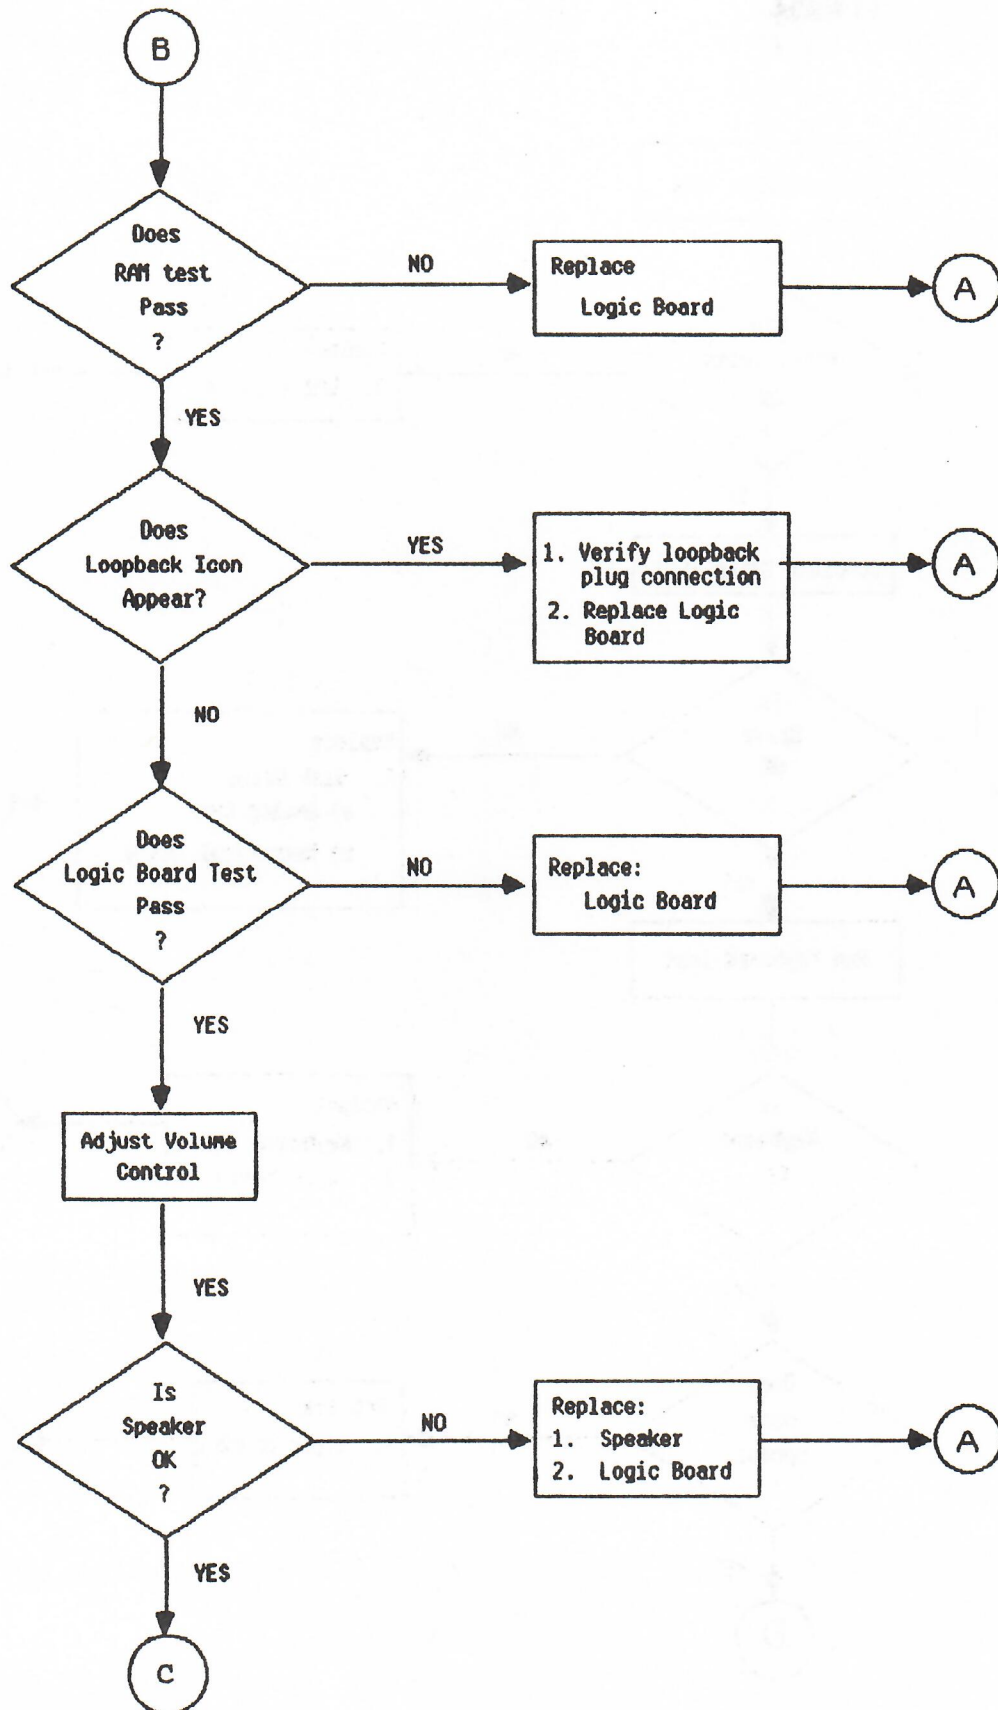 B
Does
RAM test
Pass
?
NO
Replace
Logic Board
A
YES
Does
Loopback Icon
Appear?
YES
1. Verify loopback
plug connection
2. Replace Logic
Board
A
NO
Does
Logic Board Test
Pass
?
NO
Replace:
Logic Board
A
YES
Adjust Volume
Control
YES
Is
Speaker
OK
?
NO
Replace:
1. Speaker
2. Logic Board
A
YES
C